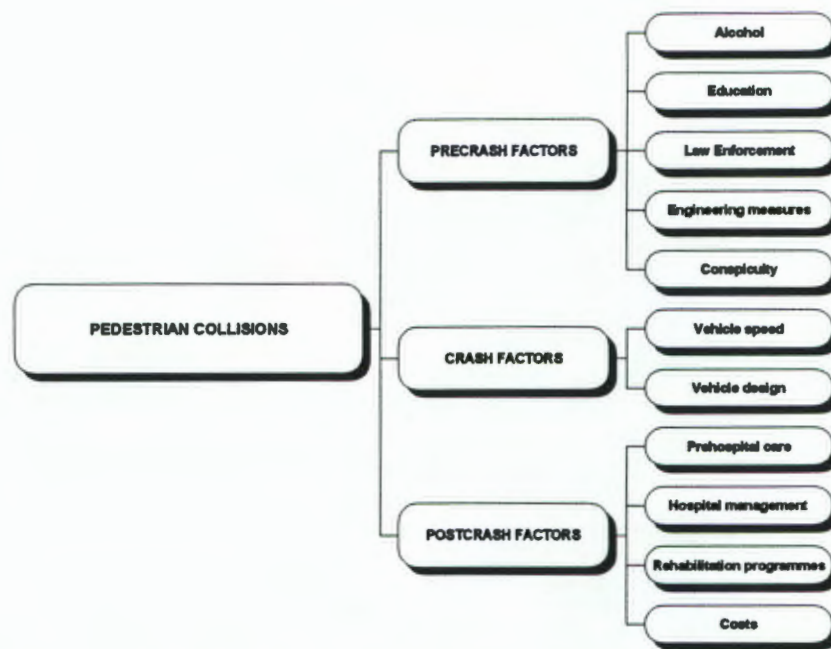 PEDESTRIAN COLLISIONS
PRECRASH FACTORS
Alcohol
Education
Law Enforcement
Engineering measures
Conspicuity
CRASH FACTORS
Vehicle speed
Vehicle design
POSTCRASH FACTORS
Prehospital care
Hospital management
Rehabilitation programmes
Costs